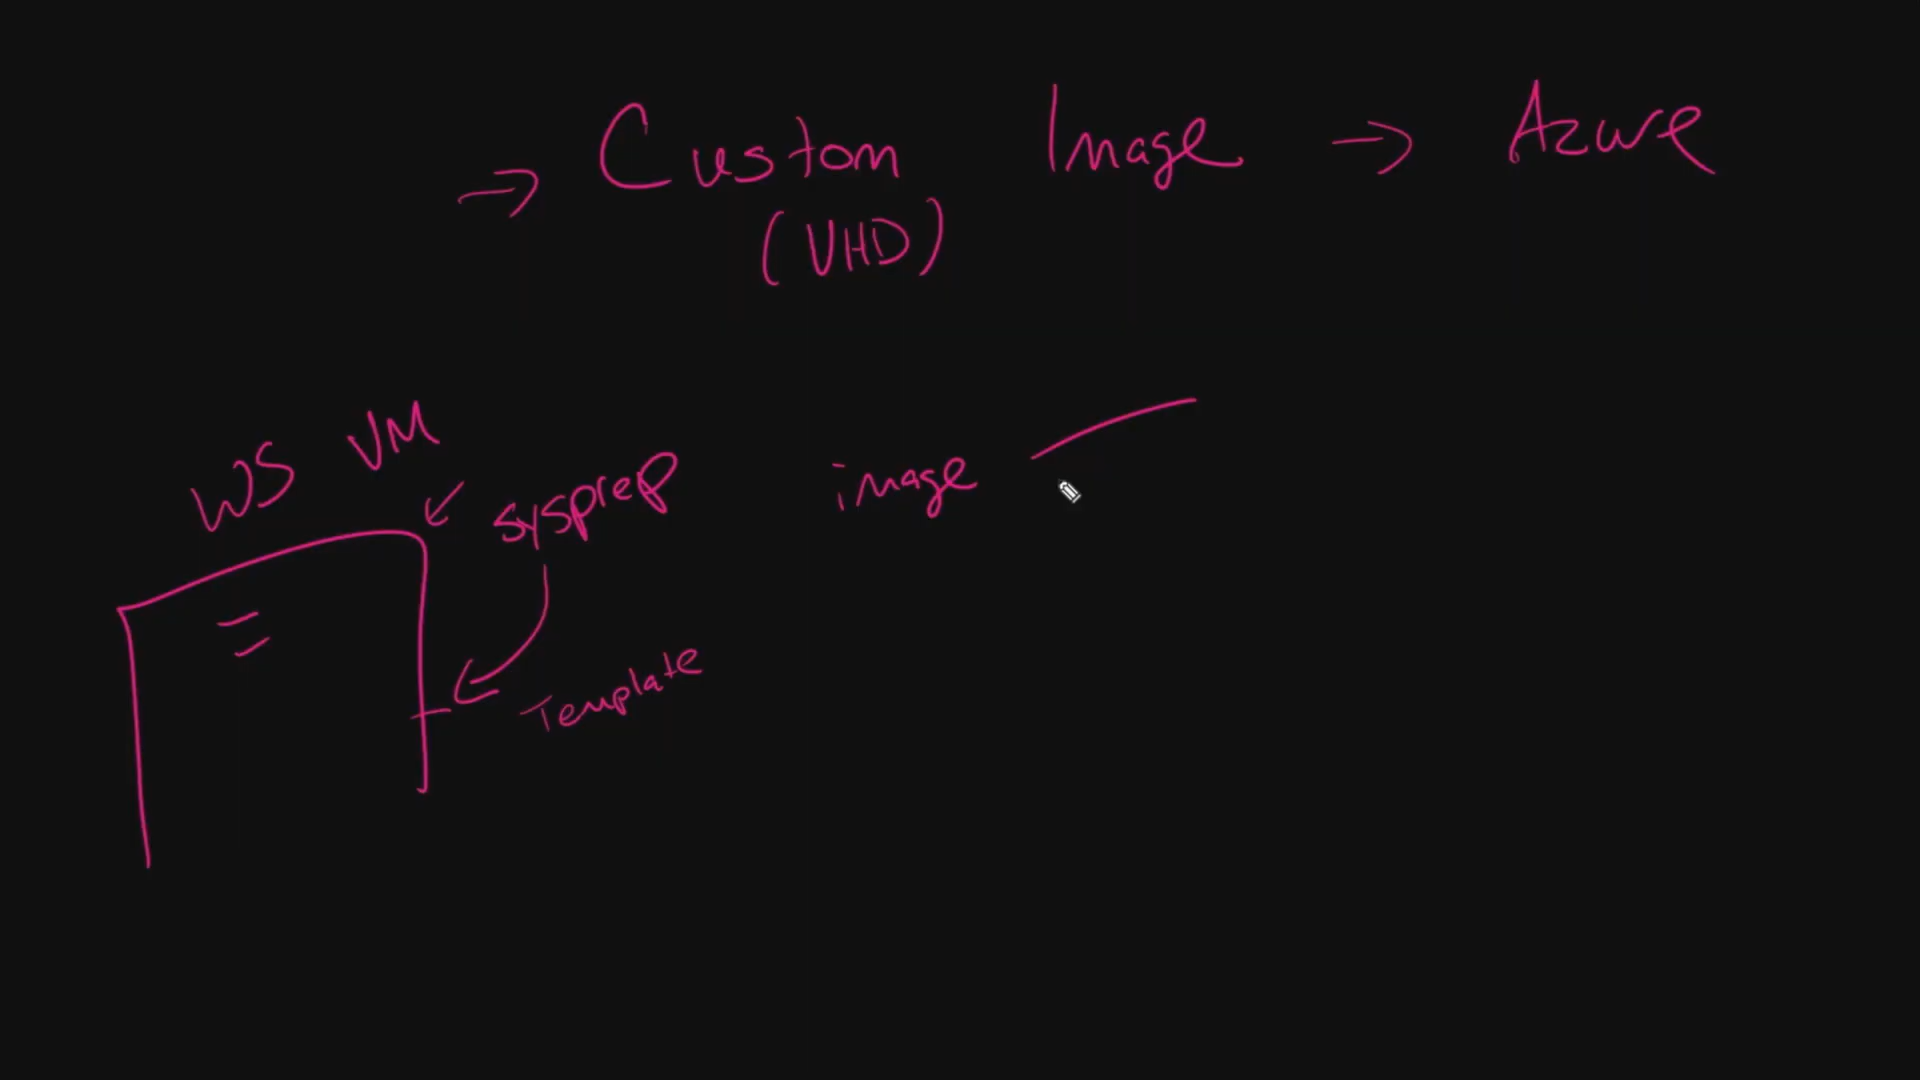 → Custom Image → Azure
(VHD)
WS VM
sysprep
image
Template